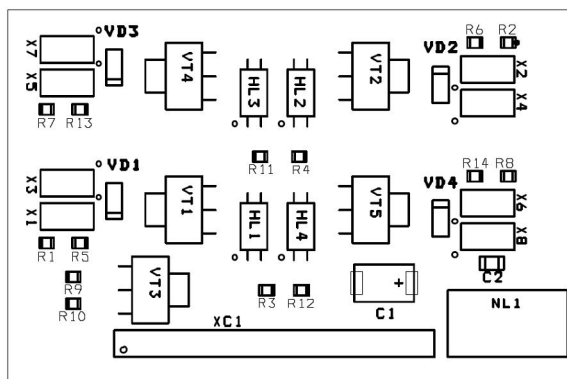 VD3
R6 R2
X7
X5
VT4
HL3
HL2
VT2
VD2
X2
X4
R7 R13
R11 R4
VD1
R14 R8
X3
X1
VT1
HL1
HL4
VT5
VD4
X6
X8
R1 R5
R9
R10
VT3
R3 R12
+
C1
C2
XC1
NL1